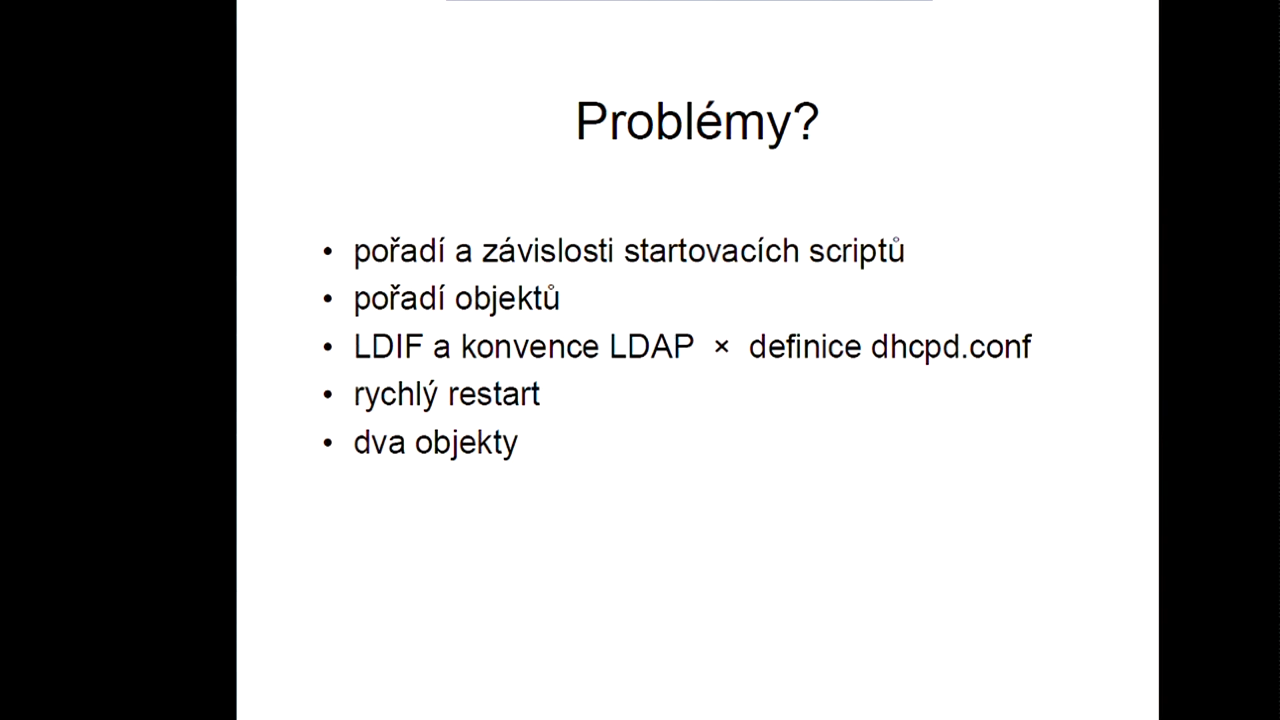 Problémy?
• pořadí a závislosti startovacích scriptů
• pořadí objektů
• LDIF a konvence LDAP × definice dhcpd.conf
• rychlý restart
• dva objekty